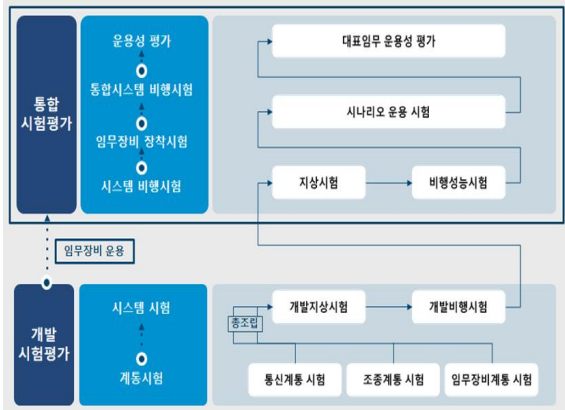 통합
시험평가
운용성 평가
통합시스템 비행시험
임무장비 장착시험
시스템 비행시험
대표임무 운용성 평가
시나리오 운용 시험
지상시험
비행성능시험
임무장비 운용
개발
시험평가
시스템 시험
계통시험
총조립
개발지상시험
개발비행시험
통신계통 시험
조종계통 시험
임무장비계통 시험